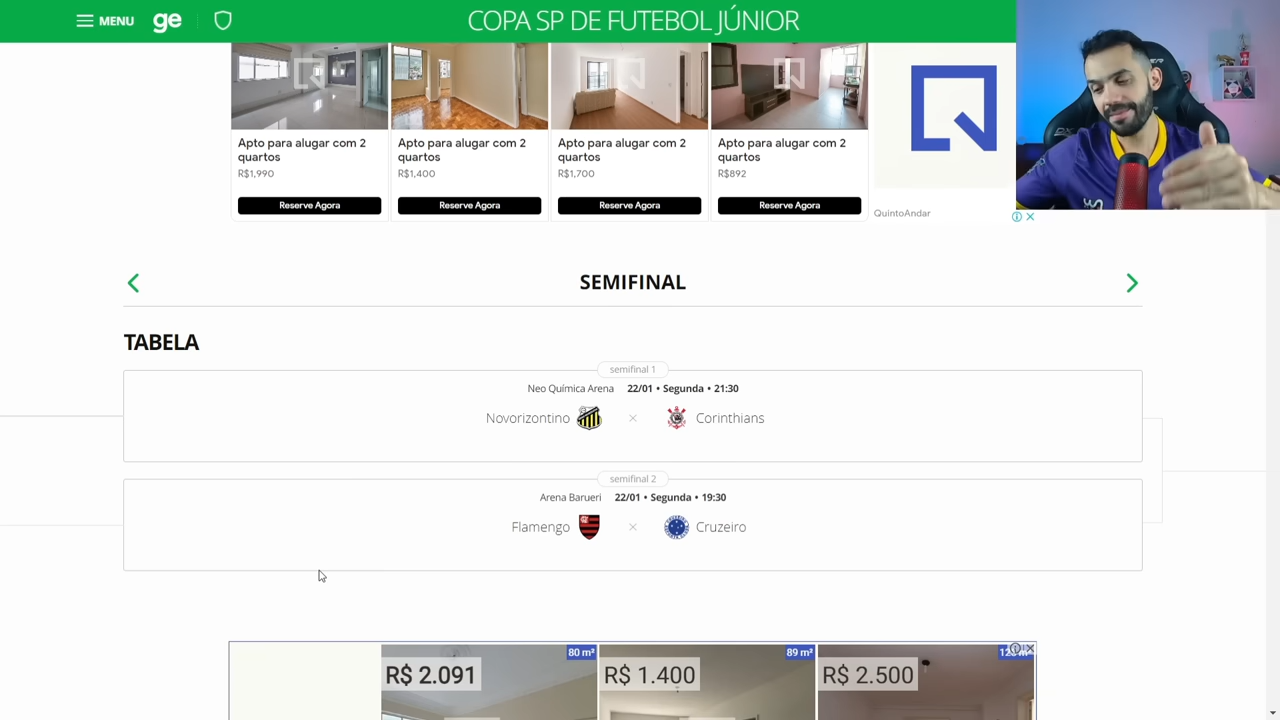 MENU ge COPA SP DE FUTEBOL JÚNIOR
Apto para alugar com 2 quartos
R$1,990
Reserve Agora
Apto para alugar com 2 quartos
R$1,400
Reserve Agora
Apto para alugar com 2 quartos
R$1,700
Reserve Agora
Apto para alugar com 2 quartos
R$892
Reserve Agora
QuintoAndar
SEMIFINAL
TABELA
semifinal 1
Neo Química Arena 22/01 • Segunda • 21:30
Novorizontino × Corinthians
semifinal 2
Arena Barueri 22/01 • Segunda • 19:30
Flamengo × Cruzeiro
R$ 2.091 80 m²
R$ 1.400 89 m²
R$ 2.500